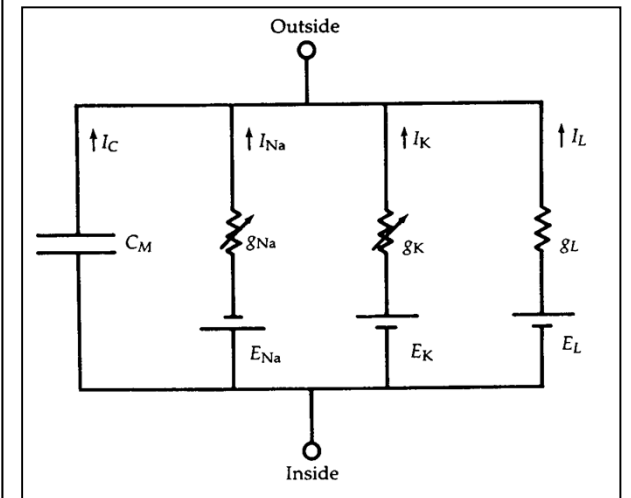 Outside
I_C I_Na I_K I_L
C_M g_Na g_K g_L
E_Na E_K E_L
Inside